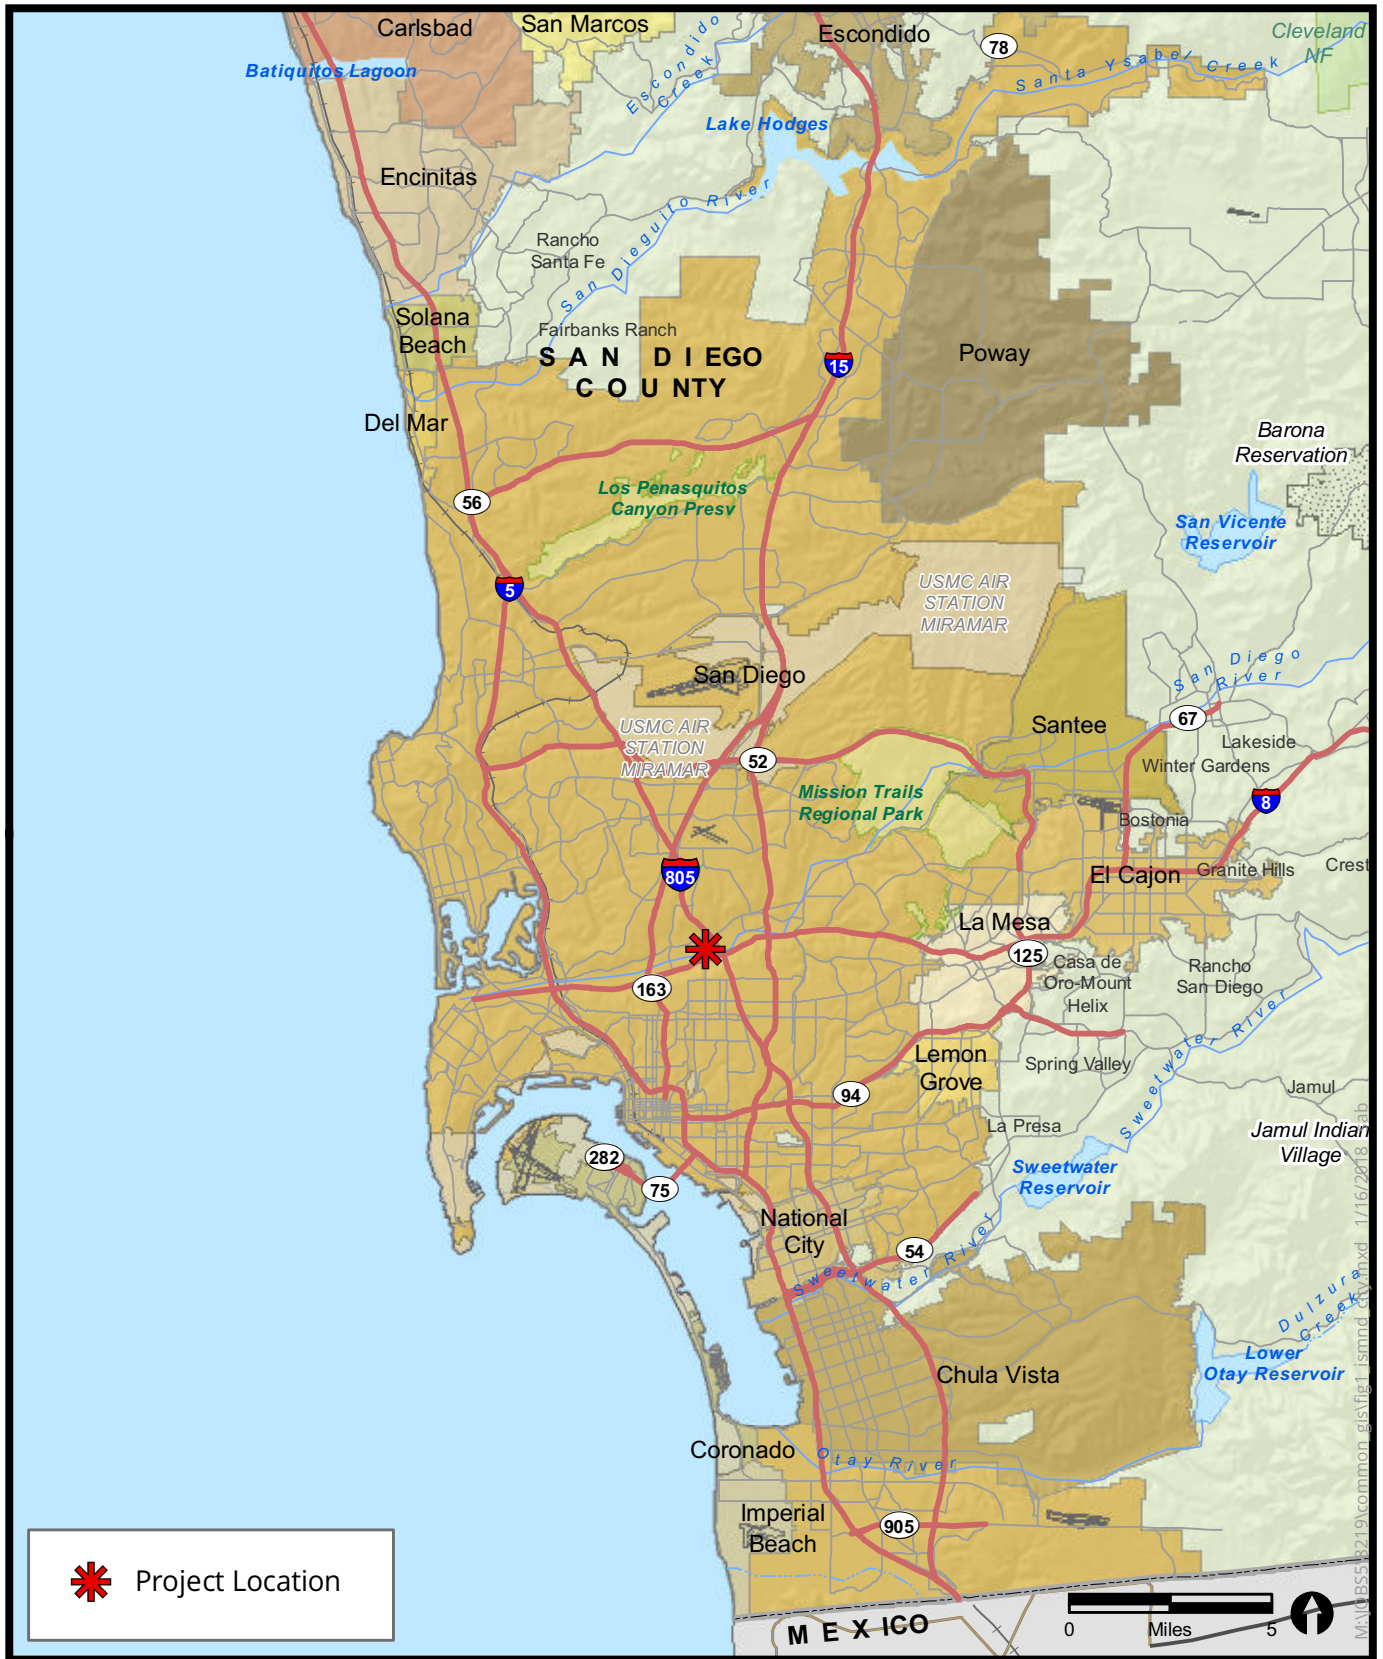 Carlsbad
San Marcos
Escondido
78
Cleveland
NF
Batiquitos Lagoon
Escondido
Creek
Santa Ysabel Creek
Lake Hodges
Encinitas
San Dieguito River
Rancho
Santa Fe
Solana
Beach
Fairbanks Ranch
SAN DIEGO
COUNTY
15
Poway
Del Mar
Barona
Reservation
56
Los Penasquitos
Canyon Presv
San Vicente
Reservoir
5
USMC AIR
STATION
MIRAMAR
San Diego
San Diego
River
USMC AIR
STATION
MIRAMAR
Santee
67
Lakeside
52
Winter Gardens
Mission Trails
Regional Park
8
Bostonia
805
El Cajon
Granite Hills
Crest
La Mesa
125
Casa de
Oro-Mount
Helix
Rancho
San Diego
163
Sweetwater River
Lemon
Grove
Spring Valley
94
Jamul
La Presa
Jamul Indian
Village
282
75
Sweetwater
Reservoir
National
City
54
Sweetwater River
Dulzura
Creek
Lower
Otay Reservoir
Chula Vista
Coronado
Otay River
Imperial
Beach
905
Project Location
MEXICO
0 Miles 5